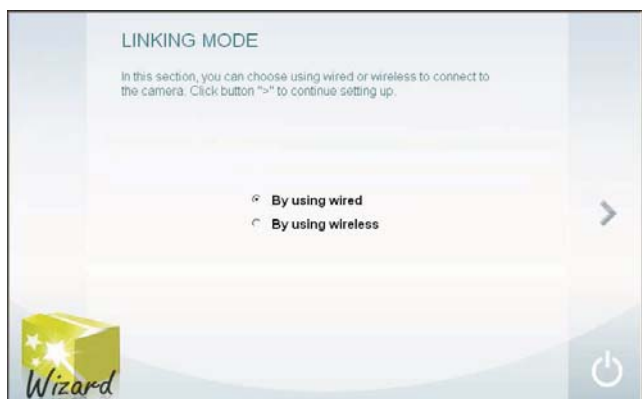 LINKING MODE
In this section, you can choose using wired or wireless to connect to
the camera. Click button ">" to continue setting up.
By using wired
By using wireless
Wizard